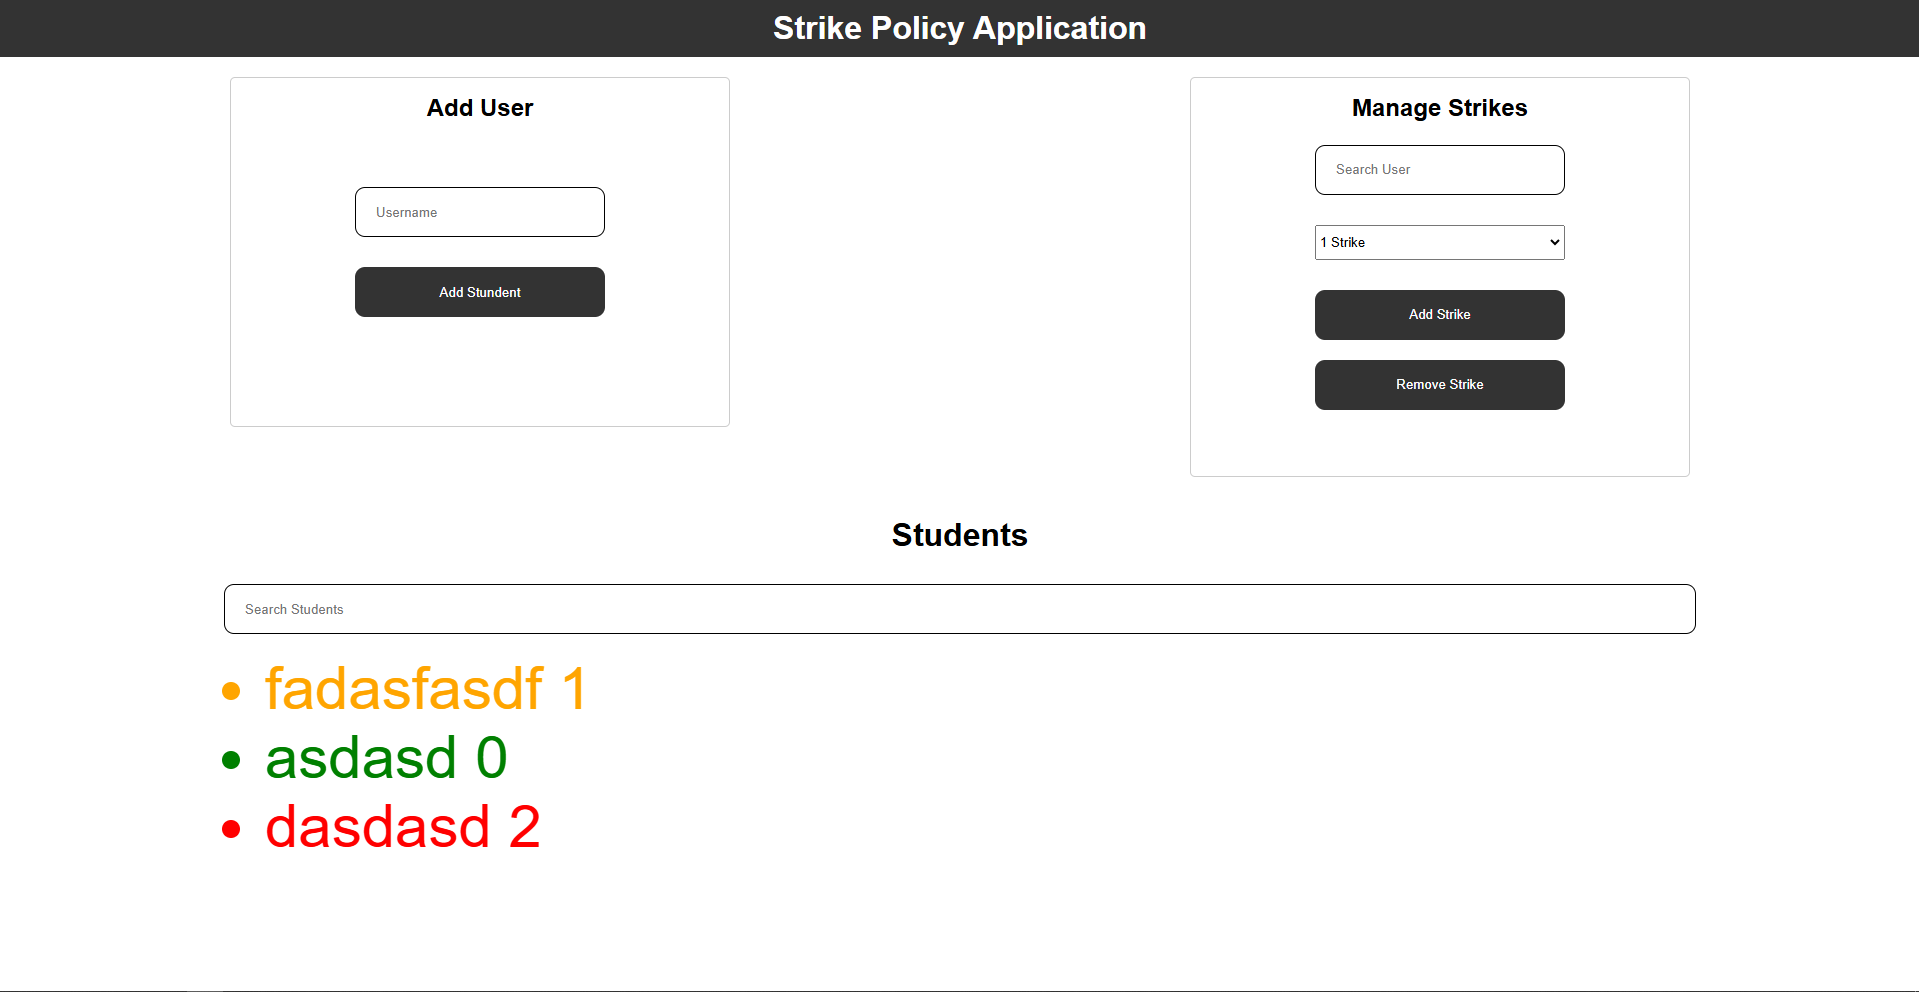 Strike Policy Application
Add User
Username
Add Stundent
Manage Strikes
Search User
1 Strike
Add Strike
Remove Strike
Students
Search Students
fadasfasdf 1
asdasd 0
dasdasd 2